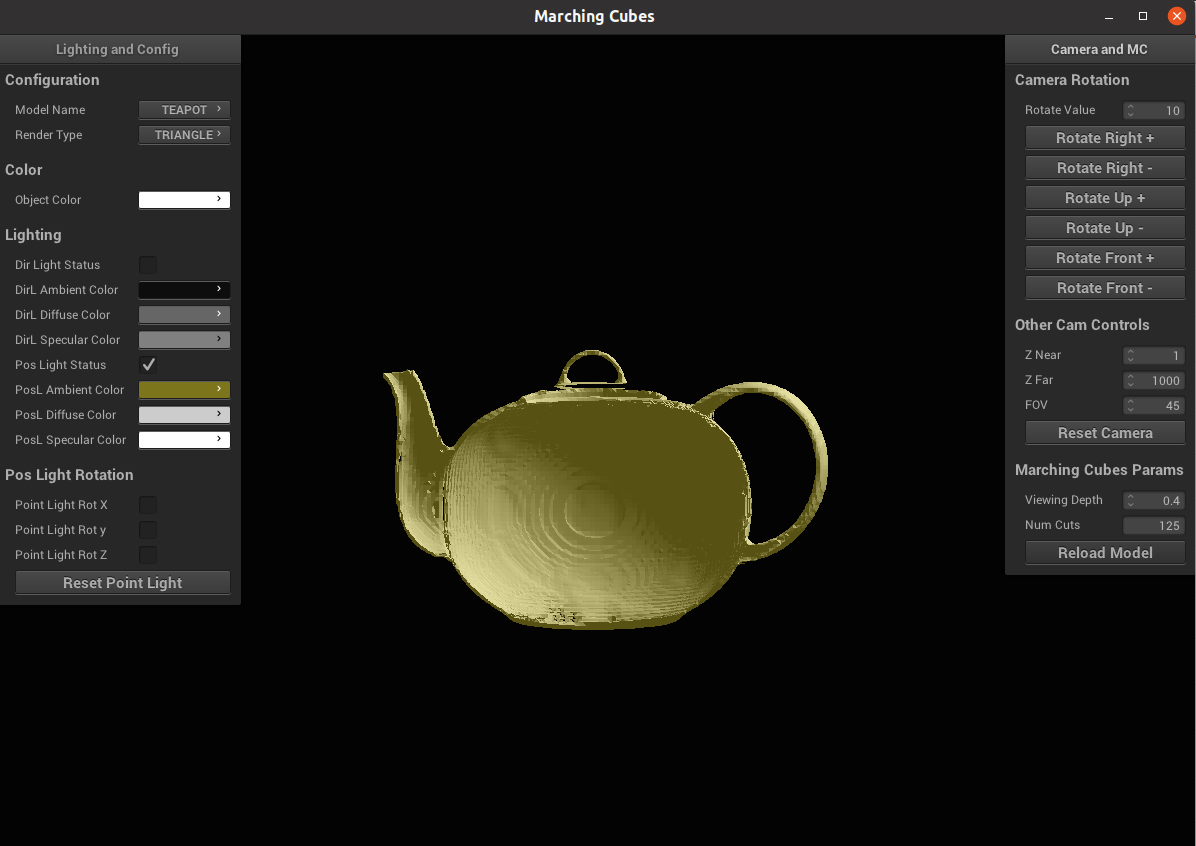 Marching Cubes
Lighting and Config
Configuration
Model Name TEAPOT
Render Type TRIANGLE
Color
Object Color
Lighting
Dir Light Status
DirL Ambient Color
DirL Diffuse Color
DirL Specular Color
Pos Light Status
PosL Ambient Color
PosL Diffuse Color
PosL Specular Color
Pos Light Rotation
Point Light Rot X
Point Light Rot y
Point Light Rot Z
Reset Point Light
Camera and MC
Camera Rotation
Rotate Value 10
Rotate Right +
Rotate Right -
Rotate Up +
Rotate Up -
Rotate Front +
Rotate Front -
Other Cam Controls
Z Near 1
Z Far 1000
FOV 45
Reset Camera
Marching Cubes Params
Viewing Depth 0.4
Num Cuts 125
Reload Model